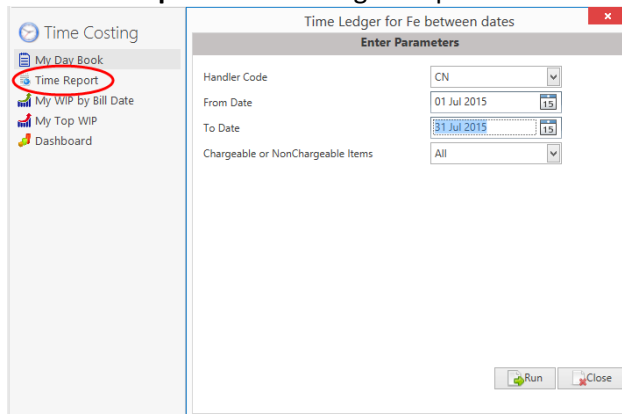 Time Costing
My Day Book
Time Report
My WIP by Bill Date
My Top WIP
Dashboard
Time Ledger for Fe between dates
Enter Parameters
Handler Code CN
From Date 01 Jul 2015 15
To Date 31 Jul 2015 15
Chargeable or NonChargeable Items All
Run Close